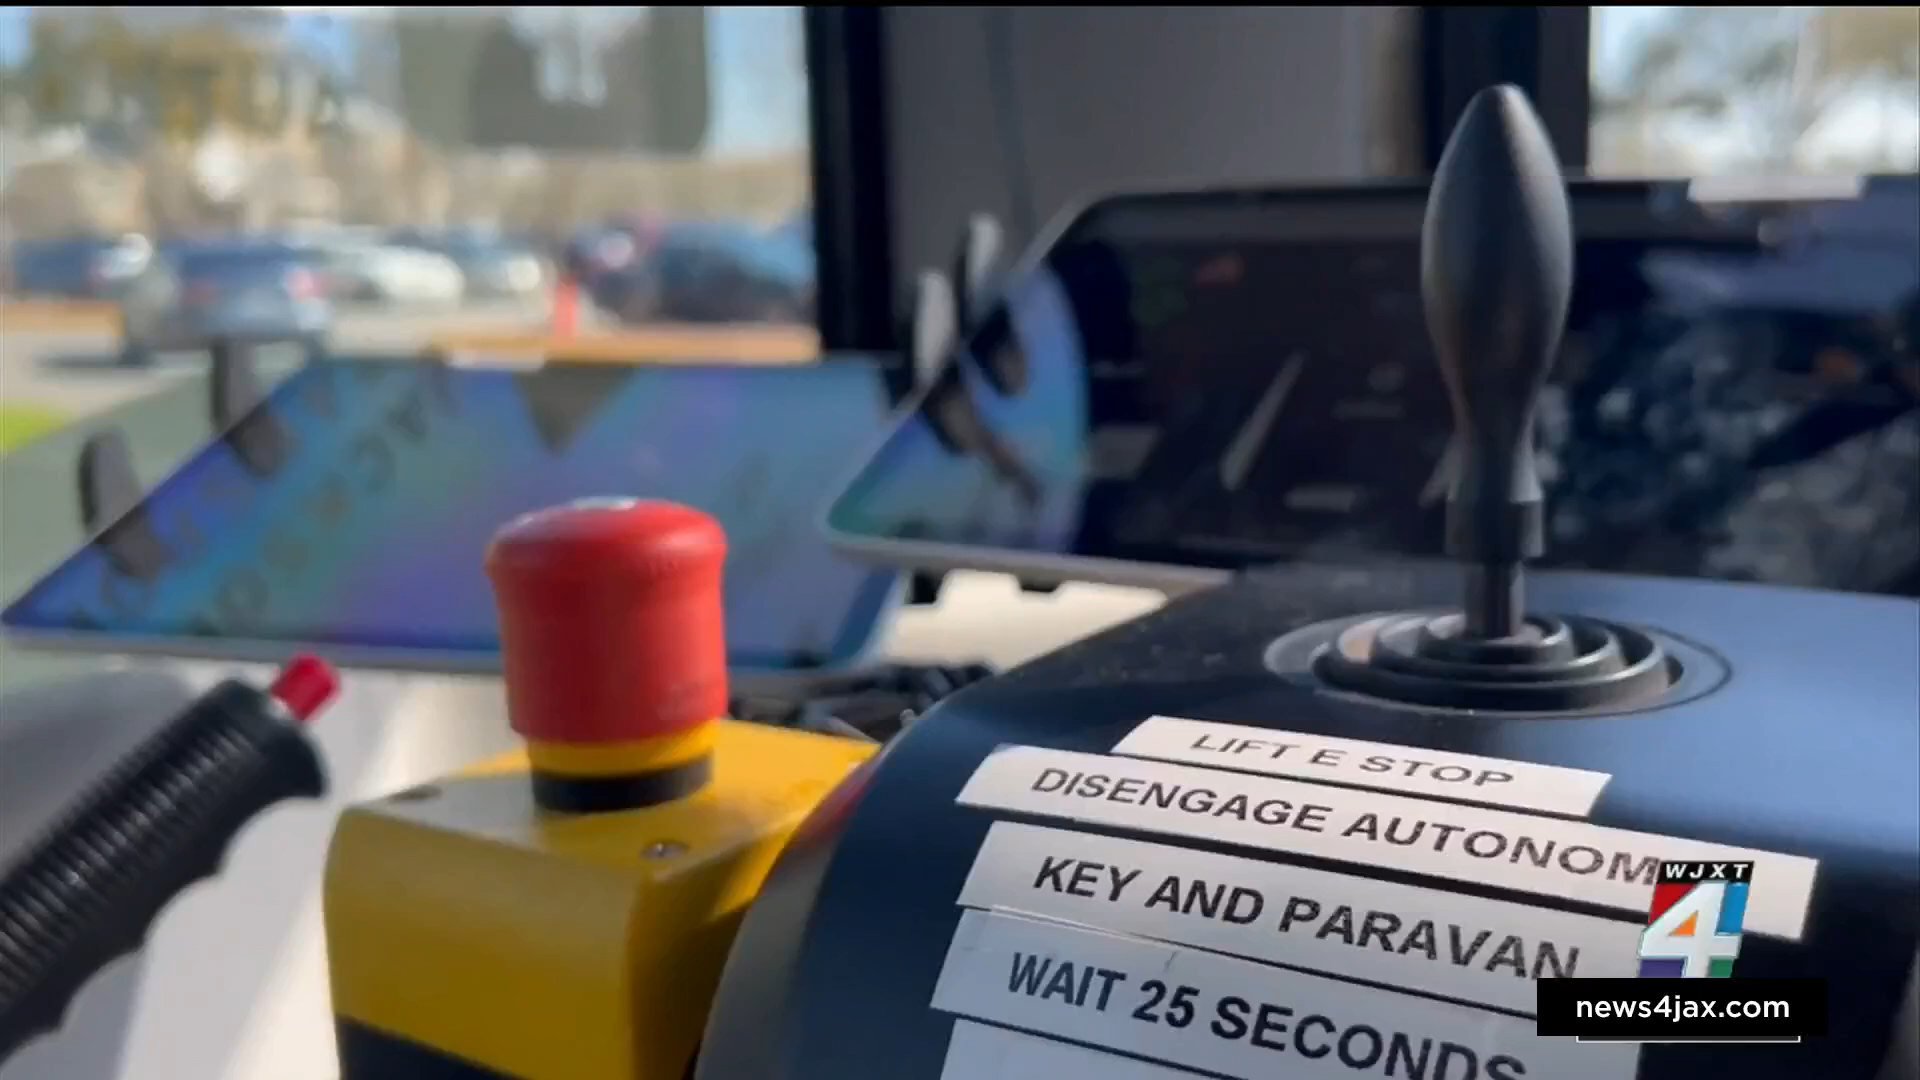 LIFT E STOP
DISENGAGE AUTONOM
KEY AND PARAVAN
WAIT 25 SECONDS
WJXT
4
news4jax.com